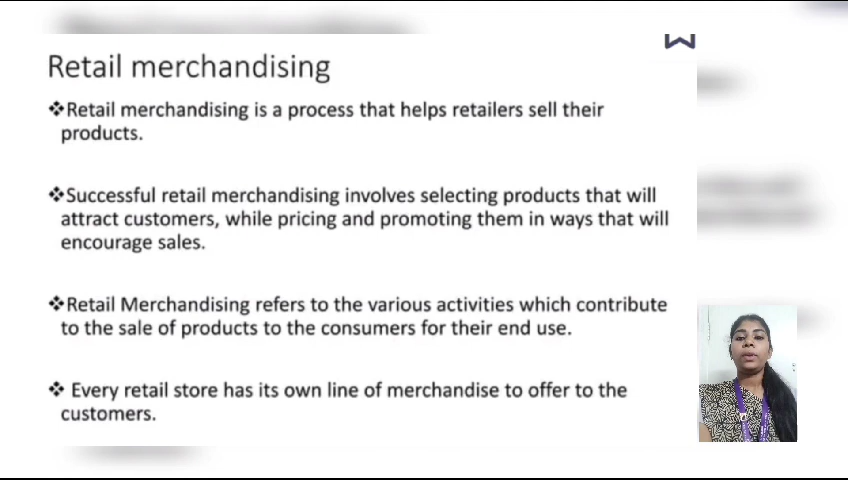 Retail merchandising
❖Retail merchandising is a process that helps retailers sell their
products.
❖Successful retail merchandising involves selecting products that will
attract customers, while pricing and promoting them in ways that will
encourage sales.
❖Retail Merchandising refers to the various activities which contribute
to the sale of products to the consumers for their end use.
❖ Every retail store has its own line of merchandise to offer to the
customers.